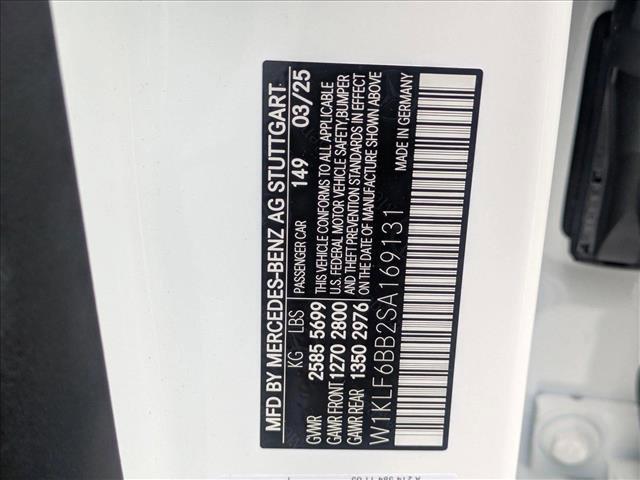 MFD BY MERCEDES-BENZ AG STUTTGART
KG LBS PASSENGER CAR 149 03/25
GVWR 2585 5699 THIS VEHICLE CONFORMS TO ALL APPLICABLE
U.S. FEDERAL MOTOR VEHICLE SAFETY, BUMPER
GAWR FRONT 1270 2800 AND THEFT PREVENTION STANDARDS IN EFFECT
GAWR REAR 1350 2976 ON THE DATE OF MANUFACTURE SHOWN ABOVE
W1KLF6BB2SA169131 MADE IN GERMANY